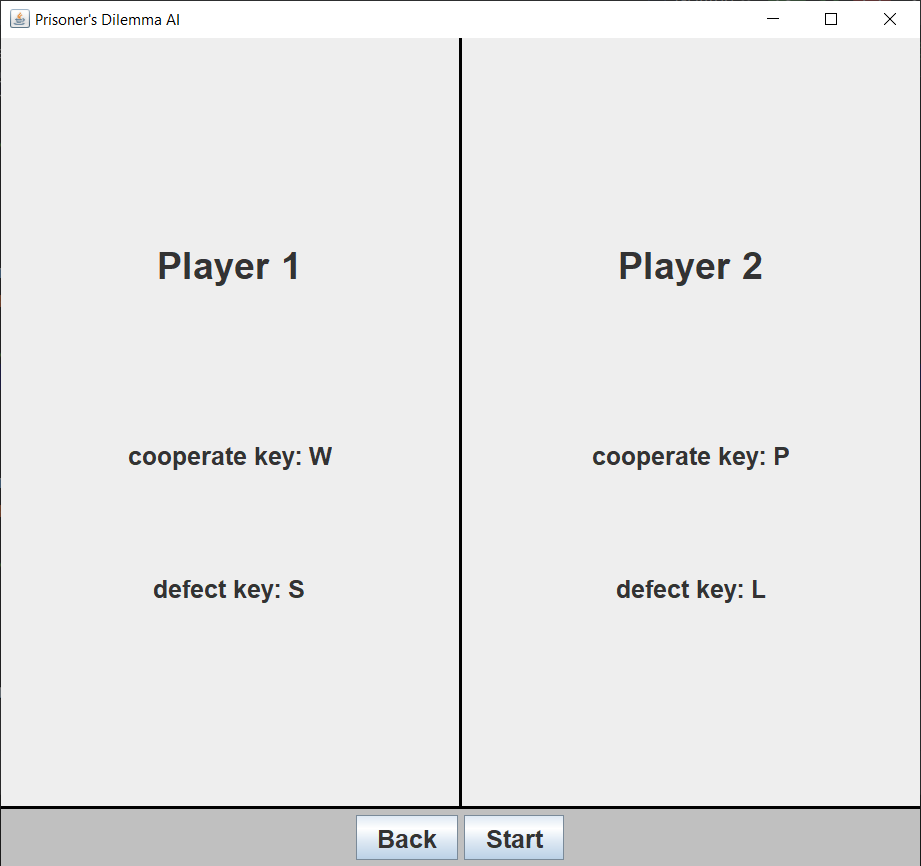 Prisoner's Dilemma AI
Player 1
cooperate key: W
defect key: S
Player 2
cooperate key: P
defect key: L
Back
Start